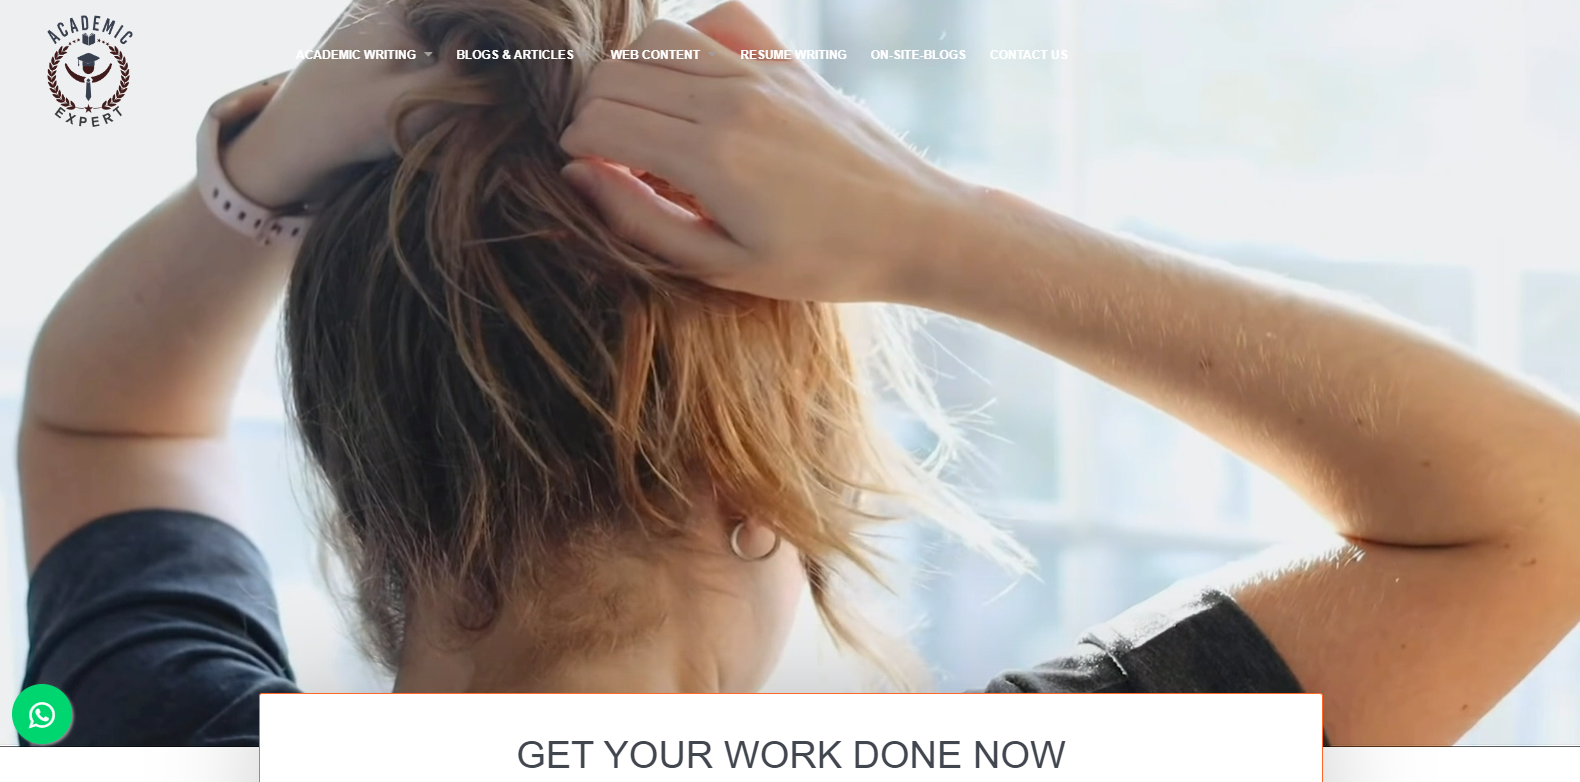 ACADEMIC
EXPERT
ACADEMIC WRITING
BLOGS & ARTICLES
WEB CONTENT
RESUME WRITING
ON-SITE-BLOGS
CONTACT US
GET YOUR WORK DONE NOW